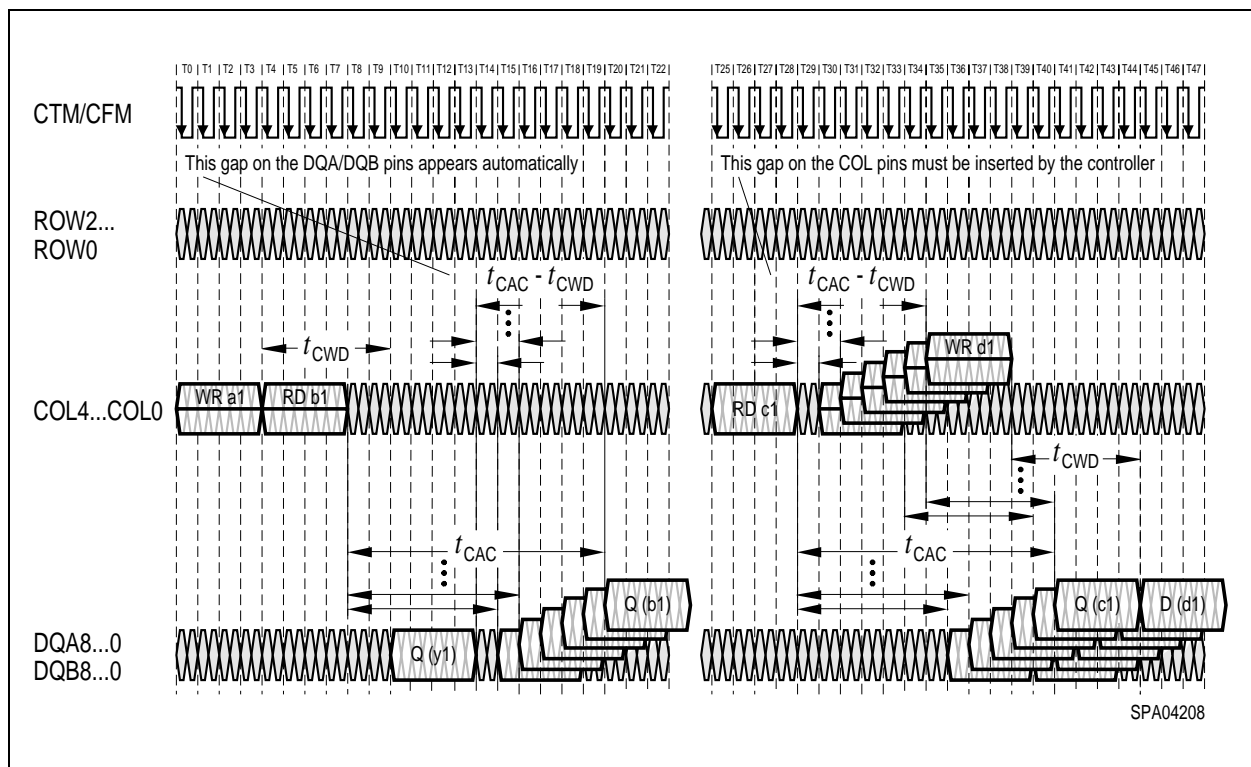 T0 T1 T2 T3 T4 T5 T6 T7 T8 T9 T10 T11 T12 T13 T14 T15 T16 T17 T18 T19 T20 T21 T22 T25 T26 T27 T28 T29 T30 T31 T32 T33 T34 T35 T36 T37 T38 T39 T40 T41 T42 T43 T44 T45 T46 T47
CTM/CFM
This gap on the DQA/DQB pins appears automatically
This gap on the COL pins must be inserted by the controller
ROW2...
ROW0
tCAC - tCWD
tCAC - tCWD
tCWD
WR d1
COL4...COL0
WR a1
RD b1
RD c1
tCWD
tCAC
tCAC
Q (b1)
Q (c1)
D (d1)
DQA8...0
DQB8...0
Q (y1)
SPA04208